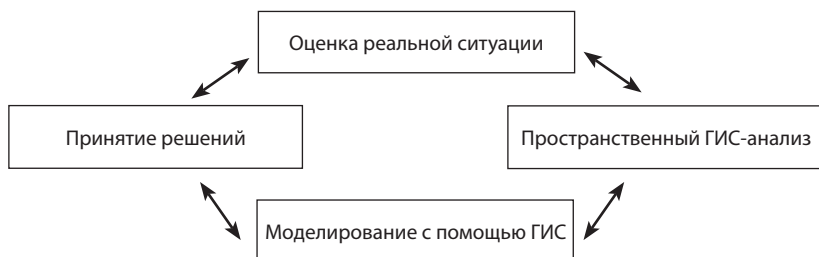 Оценка реальной ситуации
Принятие решений
Пространственный ГИС-анализ
Моделирование с помощью ГИС